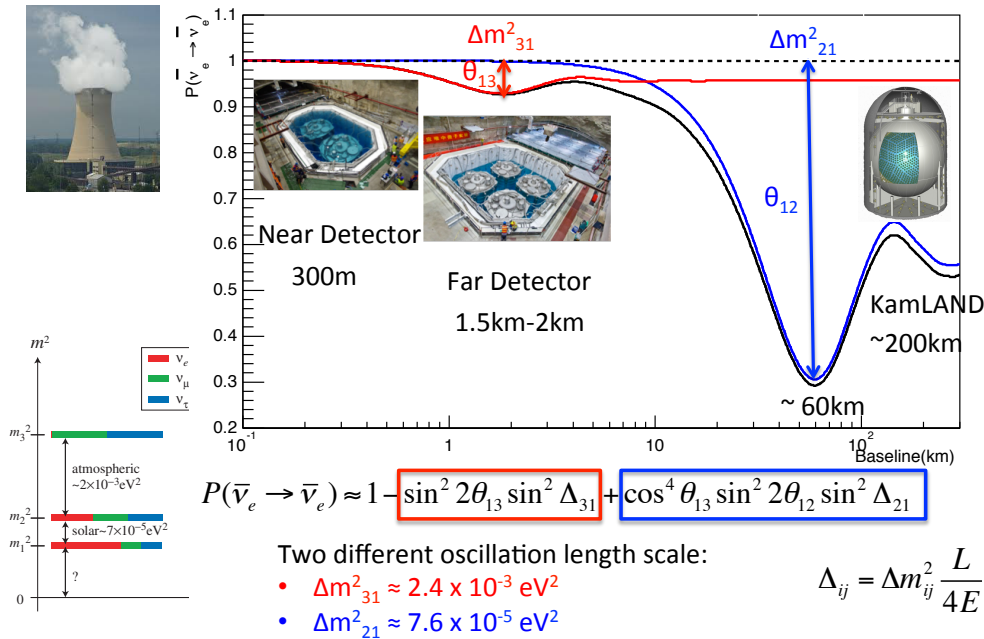 P(ν̄e → ν̄e)
1.1
1
0.9
0.8
0.7
0.6
0.5
0.4
0.3
0.2
Δm²₃₁
θ₁₃
Δm²₂₁
θ₁₂
Near Detector
300m
Far Detector
1.5km-2km
KamLAND
~200km
~ 60km
10⁻¹
1
10
10²
Baseline(km)
m²
νe
νμ
ντ
m₃²
atmospheric
~2×10⁻³eV²
m₂²
solar~7×10⁻⁵eV²
m₁²
?
0
P(ν̄e → ν̄e) ≈ 1 − sin² 2θ₁₃ sin² Δ₃₁ + cos⁴ θ₁₃ sin² 2θ₁₂ sin² Δ₂₁
Two different oscillation length scale:
• Δm²₃₁ ≈ 2.4 x 10⁻³ eV²
• Δm²₂₁ ≈ 7.6 x 10⁻⁵ eV²
Δij = Δm²ij L/4E